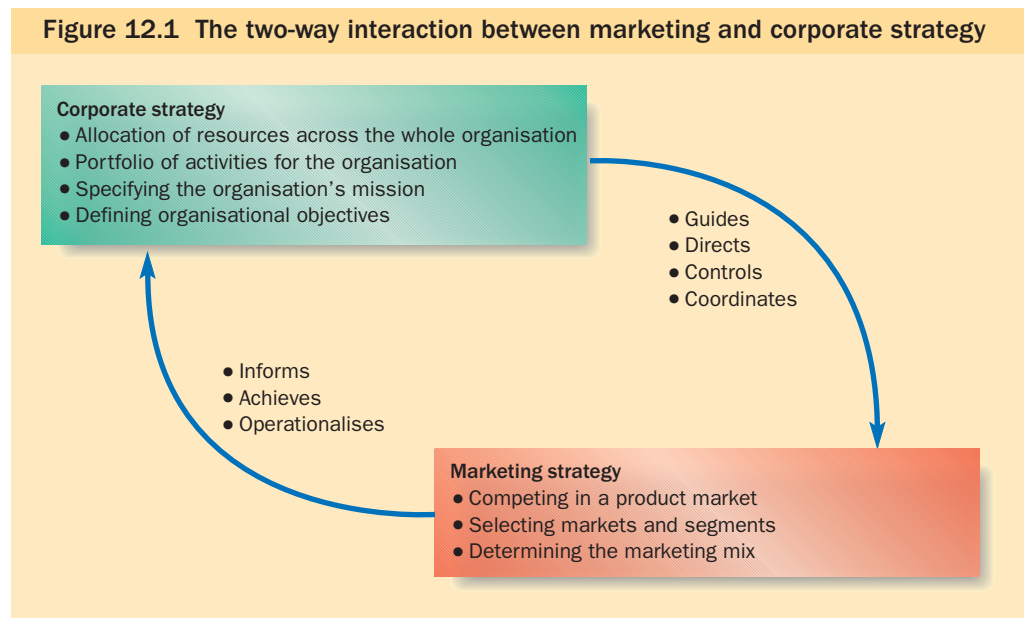 Figure 12.1 The two-way interaction between marketing and corporate strategy
Corporate strategy
● Allocation of resources across the whole organisation
● Portfolio of activities for the organisation
● Specifying the organisation's mission
● Defining organisational objectives
● Guides
● Directs
● Controls
● Coordinates
● Informs
● Achieves
● Operationalises
Marketing strategy
● Competing in a product market
● Selecting markets and segments
● Determining the marketing mix